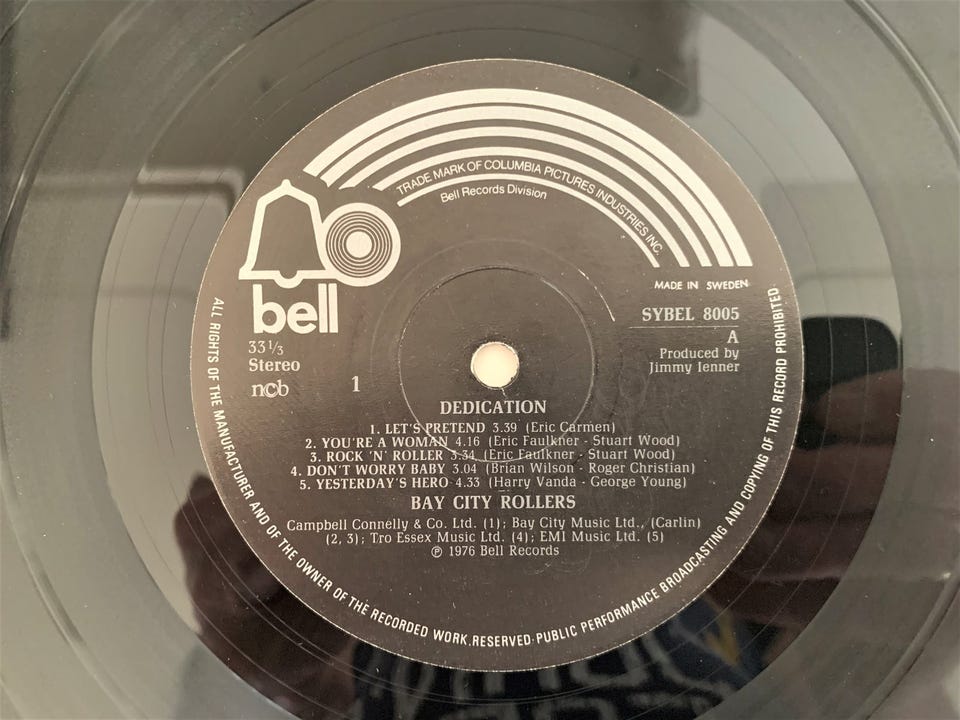 TRADE MARK OF COLUMBIA PICTURES INDUSTRIES INC.
Bell Records Division
bell
MADE IN SWEDEN
33⅓
Stereo
ncb
1
SYBEL 8005
A
Produced by
Jimmy Ienner
DEDICATION
1. LET'S PRETEND 3.39 (Eric Carmen)
2. YOU'RE A WOMAN 4.16 (Eric Faulkner - Stuart Wood)
3. ROCK 'N' ROLLER 3.34 (Eric Faulkner - Stuart Wood)
4. DON'T WORRY BABY 3.04 (Brian Wilson - Roger Christian)
5. YESTERDAY'S HERO 4.33 (Harry Vanda - George Young)
BAY CITY ROLLERS
Campbell Connelly & Co. Ltd. (1); Bay City Music Ltd., (Carlin)
(2, 3); Tro Essex Music Ltd. (4); EMI Music Ltd. (5)
℗ 1976 Bell Records
ALL RIGHTS OF THE MANUFACTURER AND OF THE OWNER OF THE RECORDED WORK.RESERVED·PUBLIC PERFORMANCE BROADCASTING AND COPYING OF THIS RECORD PROHIBITED.